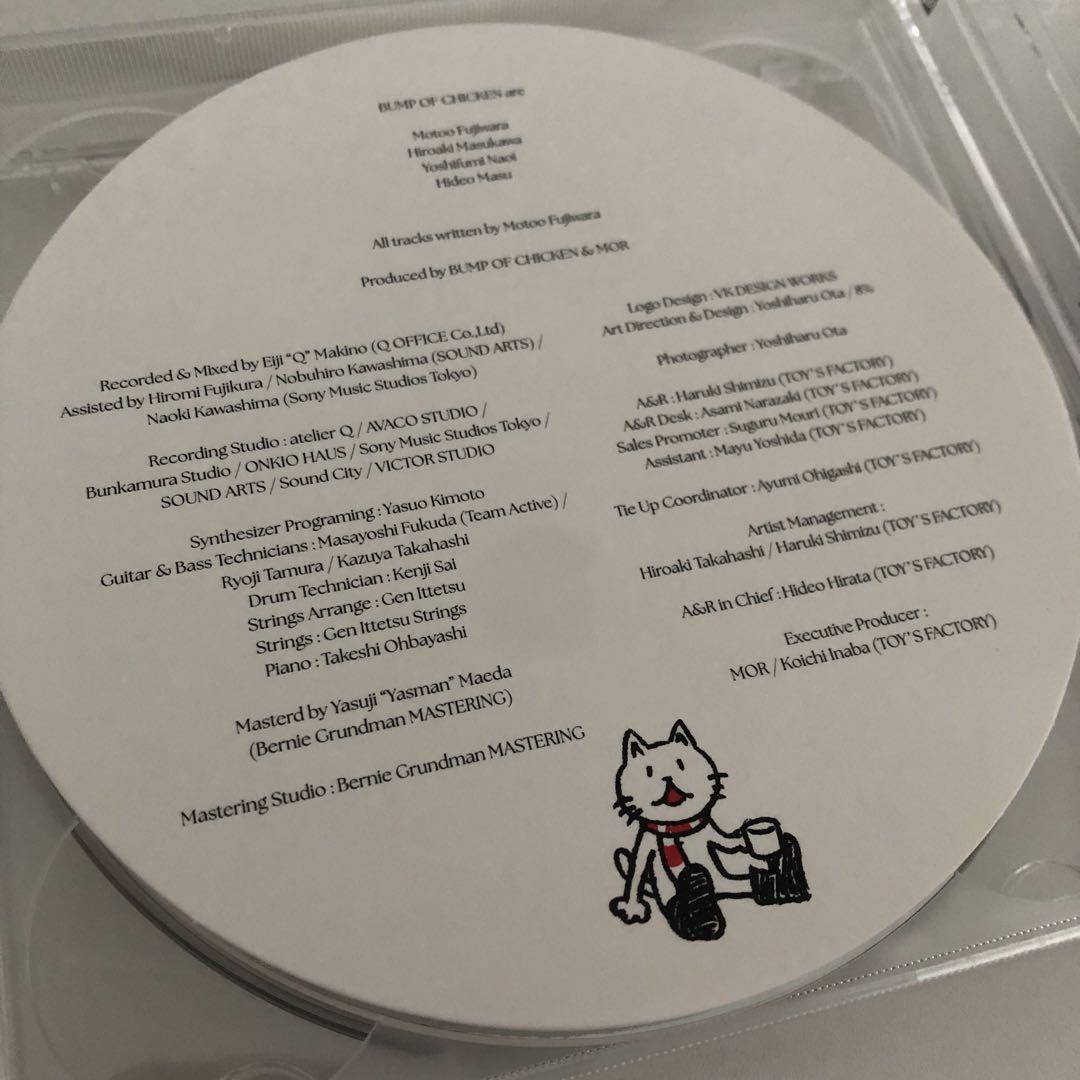 BUMP OF CHICKEN are
Motoo Fujiwara
Hiroaki Masukawa
Yoshifumi Naoi
Hideo Masu
All tracks written by Motoo Fujiwara
Produced by BUMP OF CHICKEN & MOR
Recorded & Mixed by Eiji “Q” Makino (Q OFFICE Co.,Ltd)
Assisted by Hiromi Fujikura / Nobuhiro Kawashima (SOUND ARTS) /
Naoki Kawashima (Sony Music Studios Tokyo)
Recording Studio : atelier Q / AVACO STUDIO /
Bunkamura Studio / ONKIO HAUS / Sony Music Studios Tokyo /
SOUND ARTS / Sound City / VICTOR STUDIO
Synthesizer Programing : Yasuo Kimoto
Guitar & Bass Technicians : Masayoshi Fukuda (Team Active) /
Ryoji Tamura / Kazuya Takahashi
Drum Technician : Kenji Sai
Strings Arrange : Gen Ittetsu
Strings : Gen Ittetsu Strings
Piano : Takeshi Ohbayashi
Masterd by Yasuji “Yasman” Maeda
(Bernie Grundman MASTERING)
Mastering Studio : Bernie Grundman MASTERING
Logo Design : VK DESIGN WORKS
Art Direction & Design : Yoshiharu Ota / 8%
Photographer : Yoshiharu Ota
A&R : Haruki Shimizu (TOY’S FACTORY)
A&R Desk : Asami Narazaki (TOY’S FACTORY)
Sales Promoter : Suguru Mouri (TOY’S FACTORY)
Assistant : Mayu Yoshida (TOY’S FACTORY)
Tie Up Coordinator : Ayumi Ohigashi (TOY’S FACTORY)
Artist Management :
Hiroaki Takahashi / Haruki Shimizu (TOY’S FACTORY)
A&R in Chief : Hideo Hirata (TOY’S FACTORY)
Executive Producer :
MOR / Koichi Inaba (TOY’S FACTORY)